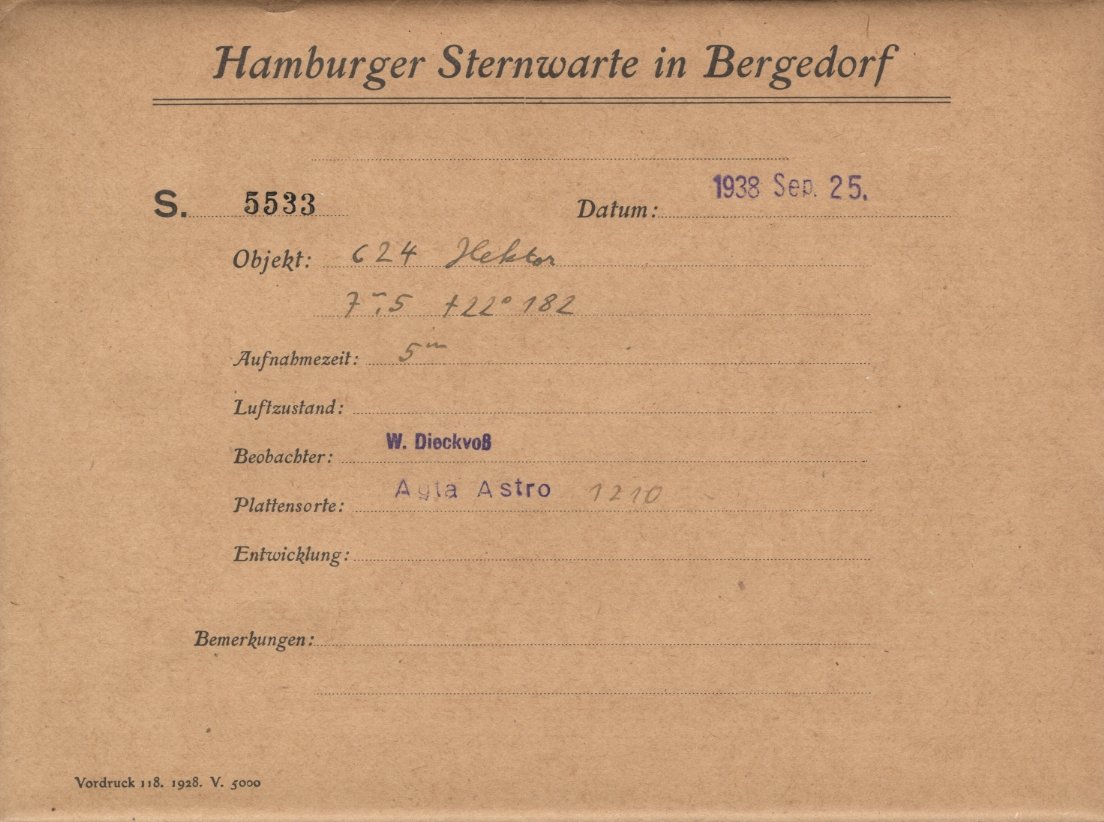 Hamburger Sternwarte in Bergedorf
S. 5533 Datum: 1938 Sep. 25.
Objekt: 624 Hektor
7ᵐ,5 +22° 182
Aufnahmezeit: 5ᵐ
Luftzustand:
Beobachter: W. Dieckvoß
Plattensorte: Agfa Astro 1210
Entwicklung:
Bemerkungen:
Vordruck 118. 1928. V. 5000